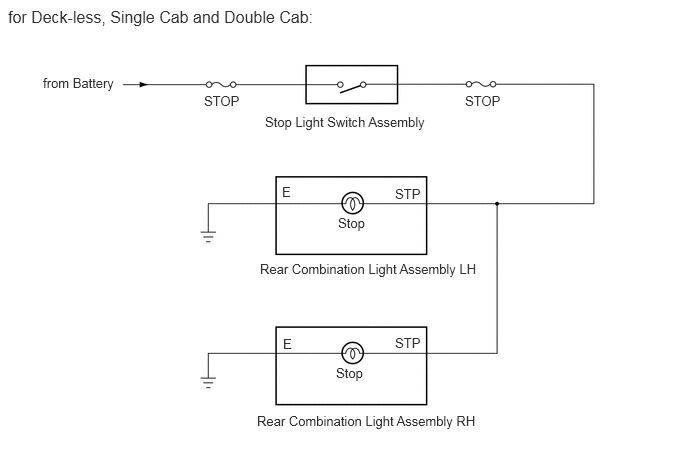 for Deck-less, Single Cab and Double Cab:
from Battery
STOP
STOP
Stop Light Switch Assembly
E
STP
Stop
Rear Combination Light Assembly LH
E
STP
Stop
Rear Combination Light Assembly RH